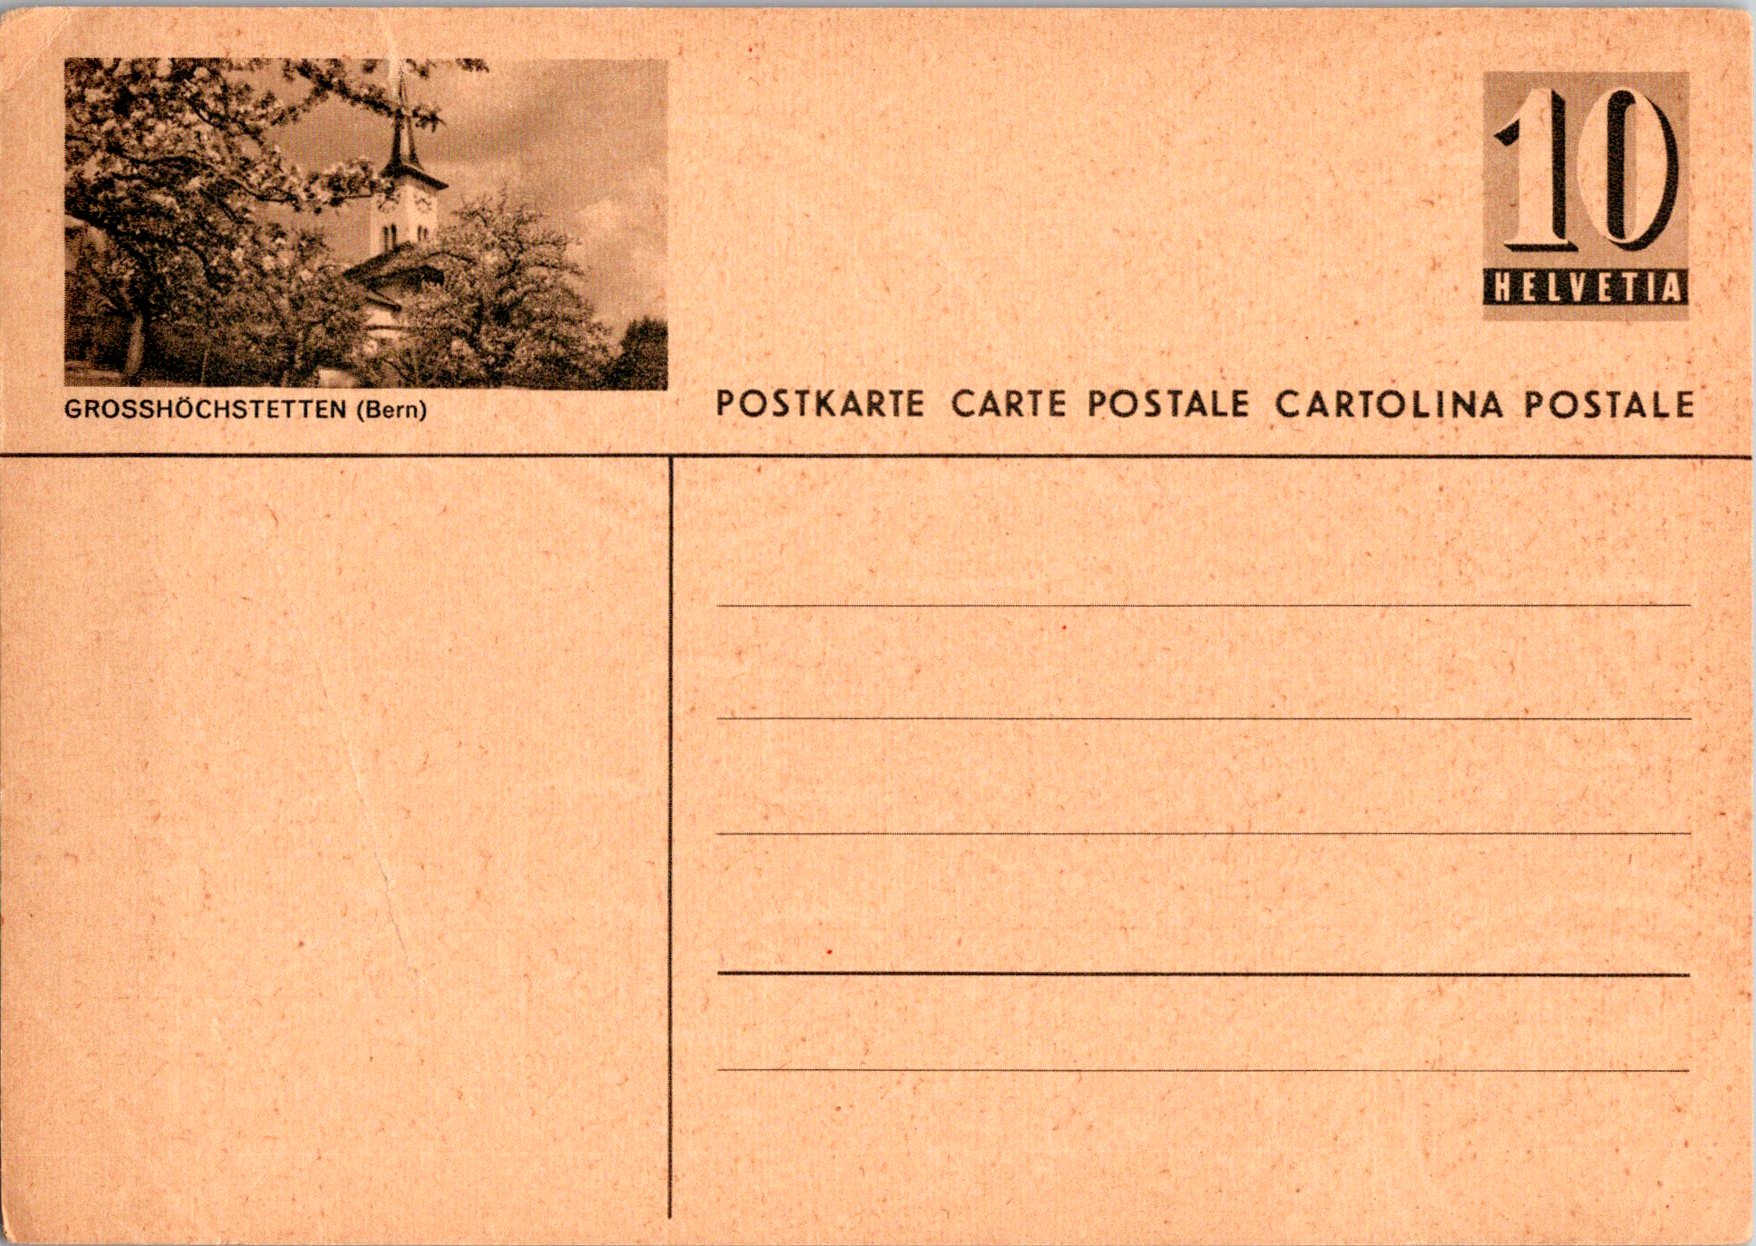 10
HELVETIA
GROSSHÖCHSTETTEN (Bern)
POSTKARTE CARTE POSTALE CARTOLINA POSTALE